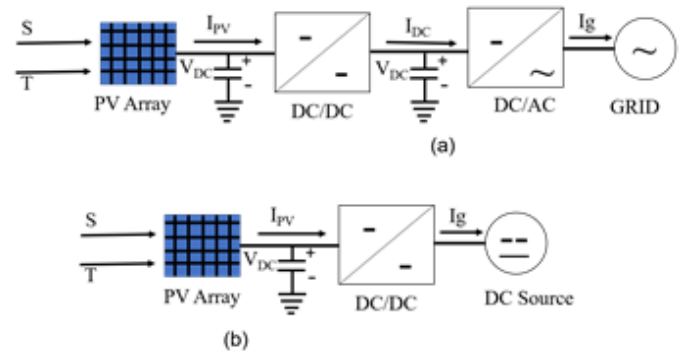 S
T
PV Array
I_PV
V_DC
+
-
-
-
DC/DC
I_DC
V_DC
+
-
-
~
DC/AC
Ig
~
GRID
(a)
S
T
PV Array
I_PV
V_DC
+
-
-
-
DC/DC
Ig
DC Source
(b)